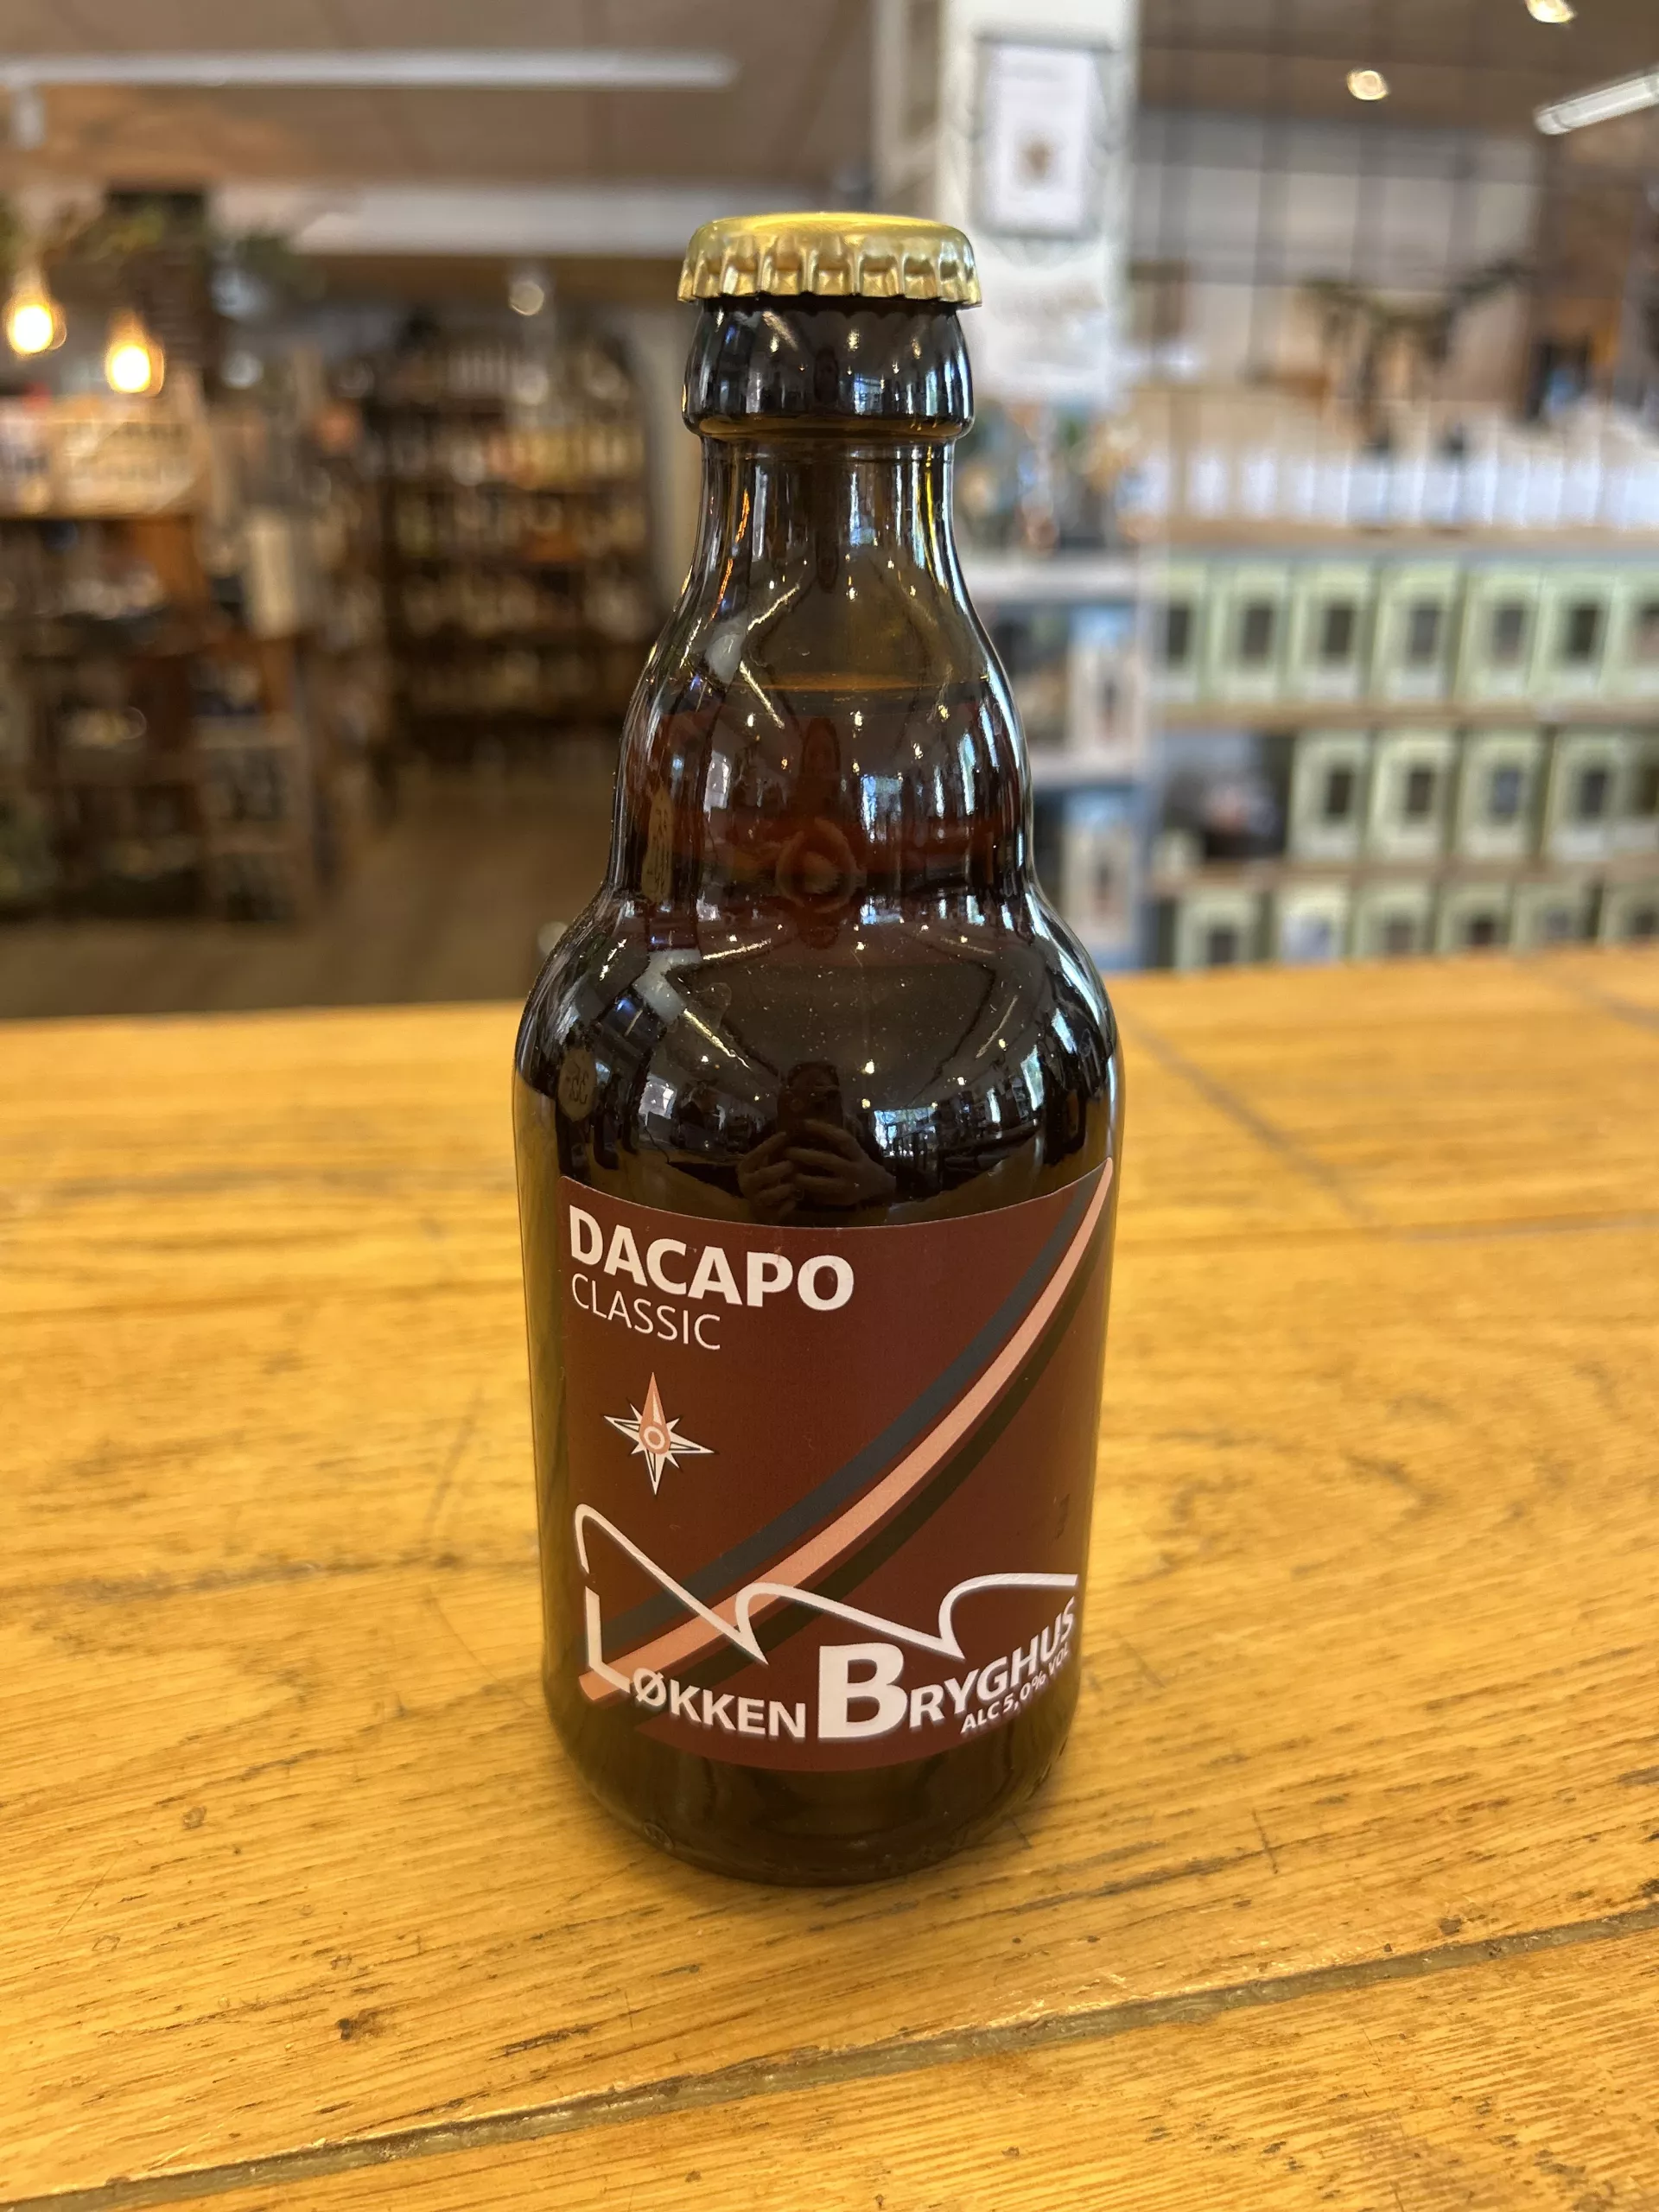 DACAPO
CLASSIC
LØKKEN BRYGHUS
ALC 5,0% VOL